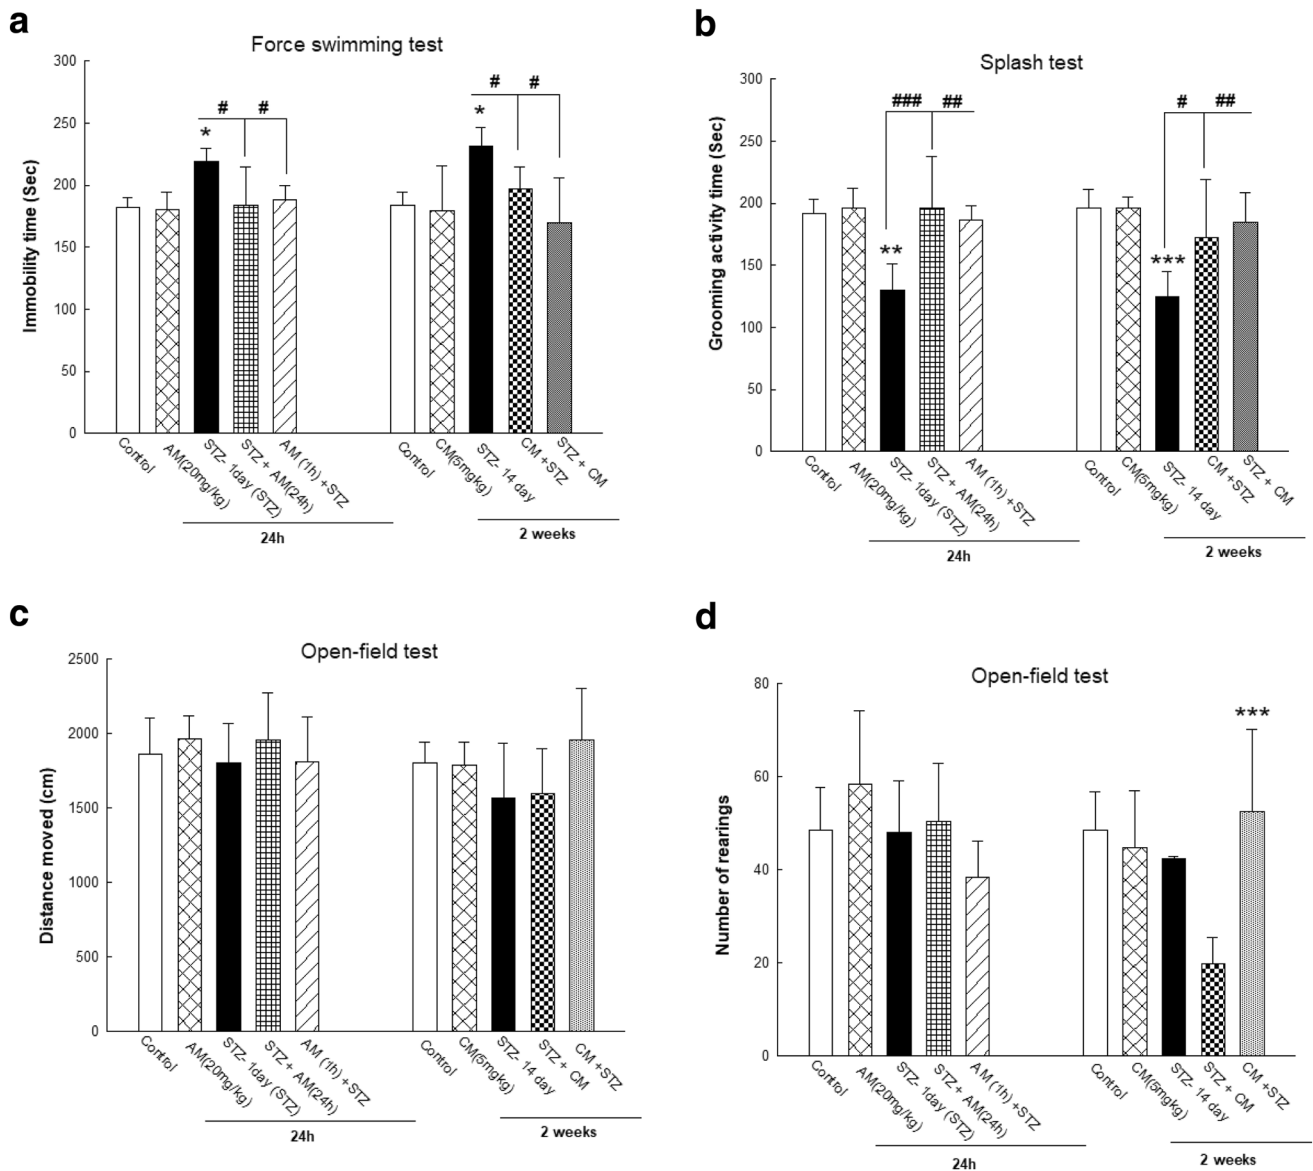 a
Force swimming test
300
250
200
150
100
50
0
Immobility time (Sec)
# #
*
# #
*
Control
AM(20mg/kg)
STZ- 1day (STZ)
STZ + AM(24h)
AM (1h) +STZ
Control
CM(5mgkg)
STZ- 14 day
CM +STZ
STZ + CM
24h
2 weeks
b
Splash test
300
250
200
150
100
50
0
Grooming activity time (Sec)
### ##
**
# ##
***
Control
AM(20mg/kg)
STZ- 1day (STZ)
STZ + AM(24h)
AM (1h) +STZ
Control
CM(5mgkg)
STZ- 14 day
CM +STZ
STZ + CM
24h
2 weeks
c
Open-field test
2500
2000
1500
1000
500
0
Distance moved (cm)
Control
AM(20mg/kg)
STZ- 1day (STZ)
STZ + AM(24h)
AM (1h) +STZ
Control
CM(5mgkg)
STZ- 14 day
STZ + CM
CM +STZ
24h
2 weeks
d
Open-field test
80
60
40
20
0
Number of rearings
***
Control
AM(20mg/kg)
STZ- 1day (STZ)
STZ + AM(24h)
AM (1h) +STZ
Control
CM(5mgkg)
STZ- 14 day
STZ + CM
CM +STZ
24h
2 weeks